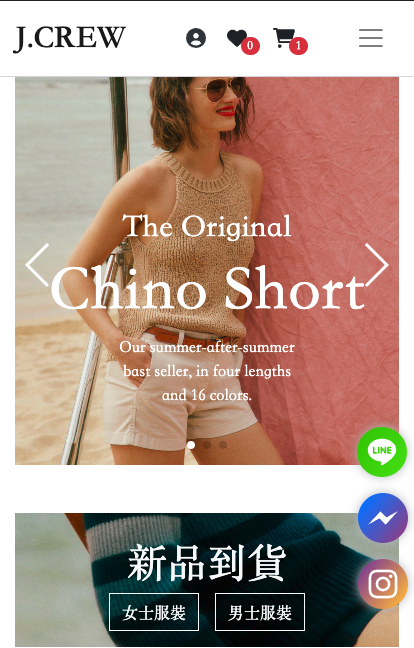 J.CREW
0
1
The Original
Chino Short
Our summer-after-summer
bast seller, in four lengths
and 16 colors.
LINE
新品到貨
女士服裝
男士服裝